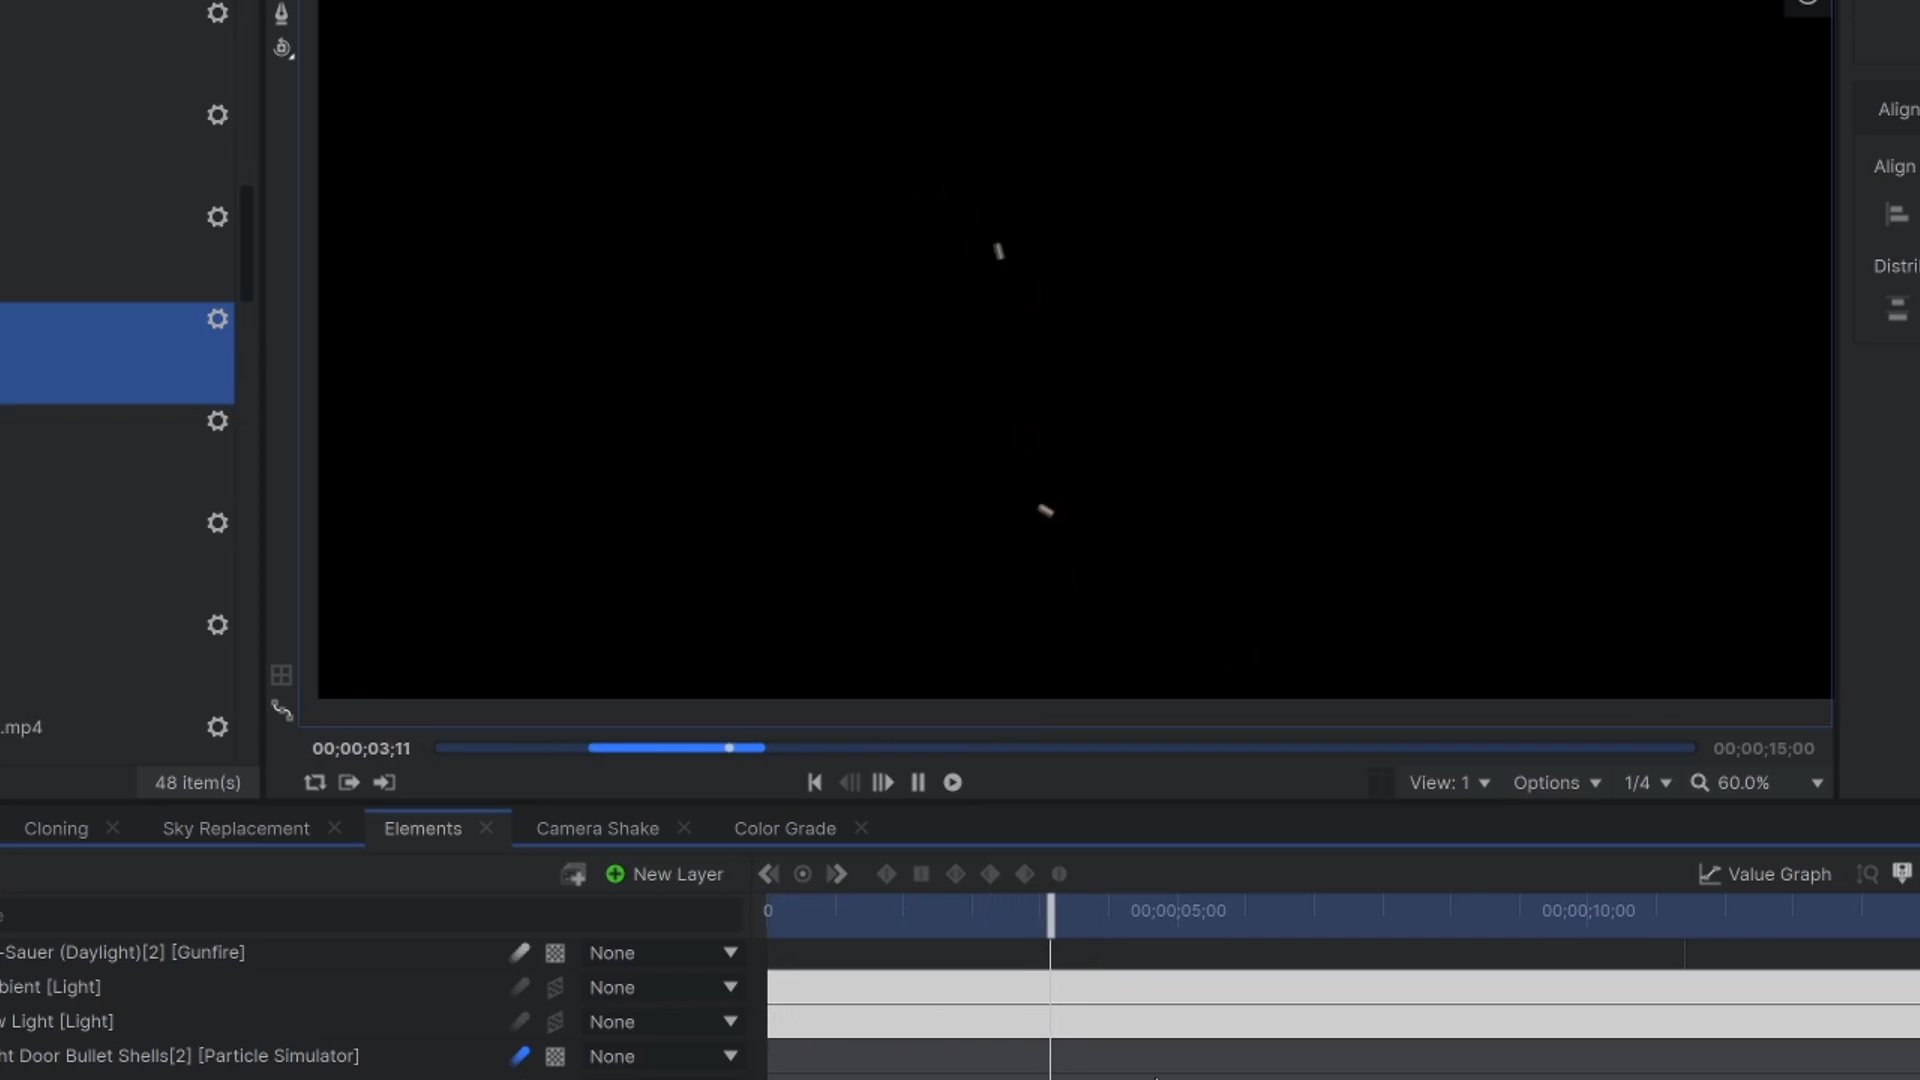 Align
Align
Distri
.mp4
48 item(s)
00;00;03;11
00;00;15;00
View: 1
Options
1/4
60.0%
Cloning
Sky Replacement
Elements
Camera Shake
Color Grade
New Layer
Value Graph
e
0
00;00;05;00
00;00;10;00
-Sauer (Daylight)[2] [Gunfire]
None
bient [Light]
None
w Light [Light]
None
ht Door Bullet Shells[2] [Particle Simulator]
None